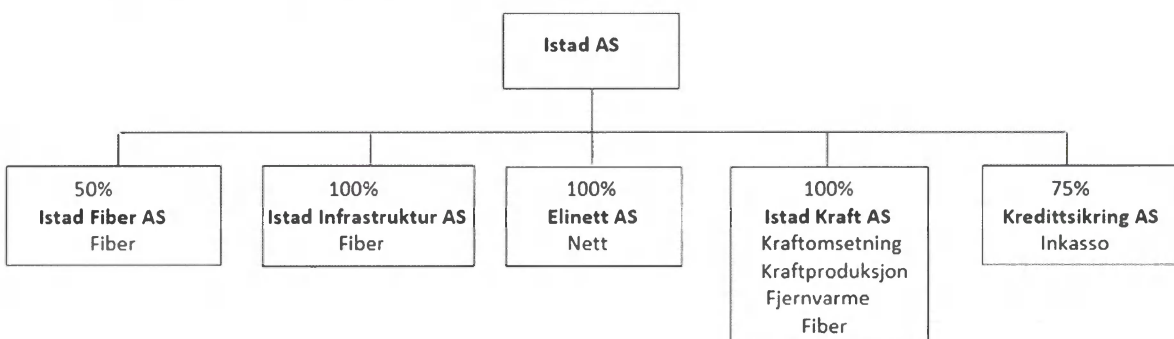 Istad AS
50%
Istad Fiber AS
Fiber
100%
Istad Infrastruktur AS
Fiber
100%
Elinett AS
Nett
100%
Istad Kraft AS
Kraftomsetning
Kraftproduksjon
Fjernvarme
Fiber
75%
Kredittsikring AS
Inkasso